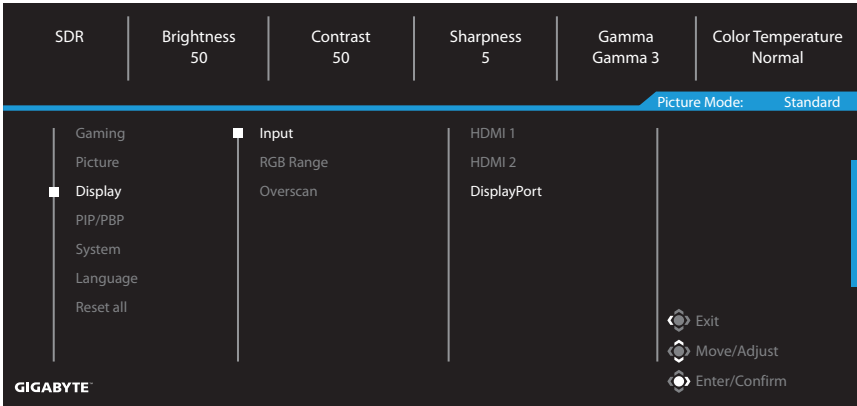 SDR
Brightness
50
Contrast
50
Sharpness
5
Gamma
Gamma 3
Color Temperature
Normal
Picture Mode: Standard
Gaming
Picture
Display
PIP/PBP
System
Language
Reset all
Input
RGB Range
Overscan
HDMI 1
HDMI 2
DisplayPort
Exit
Move/Adjust
Enter/Confirm
GIGABYTE™